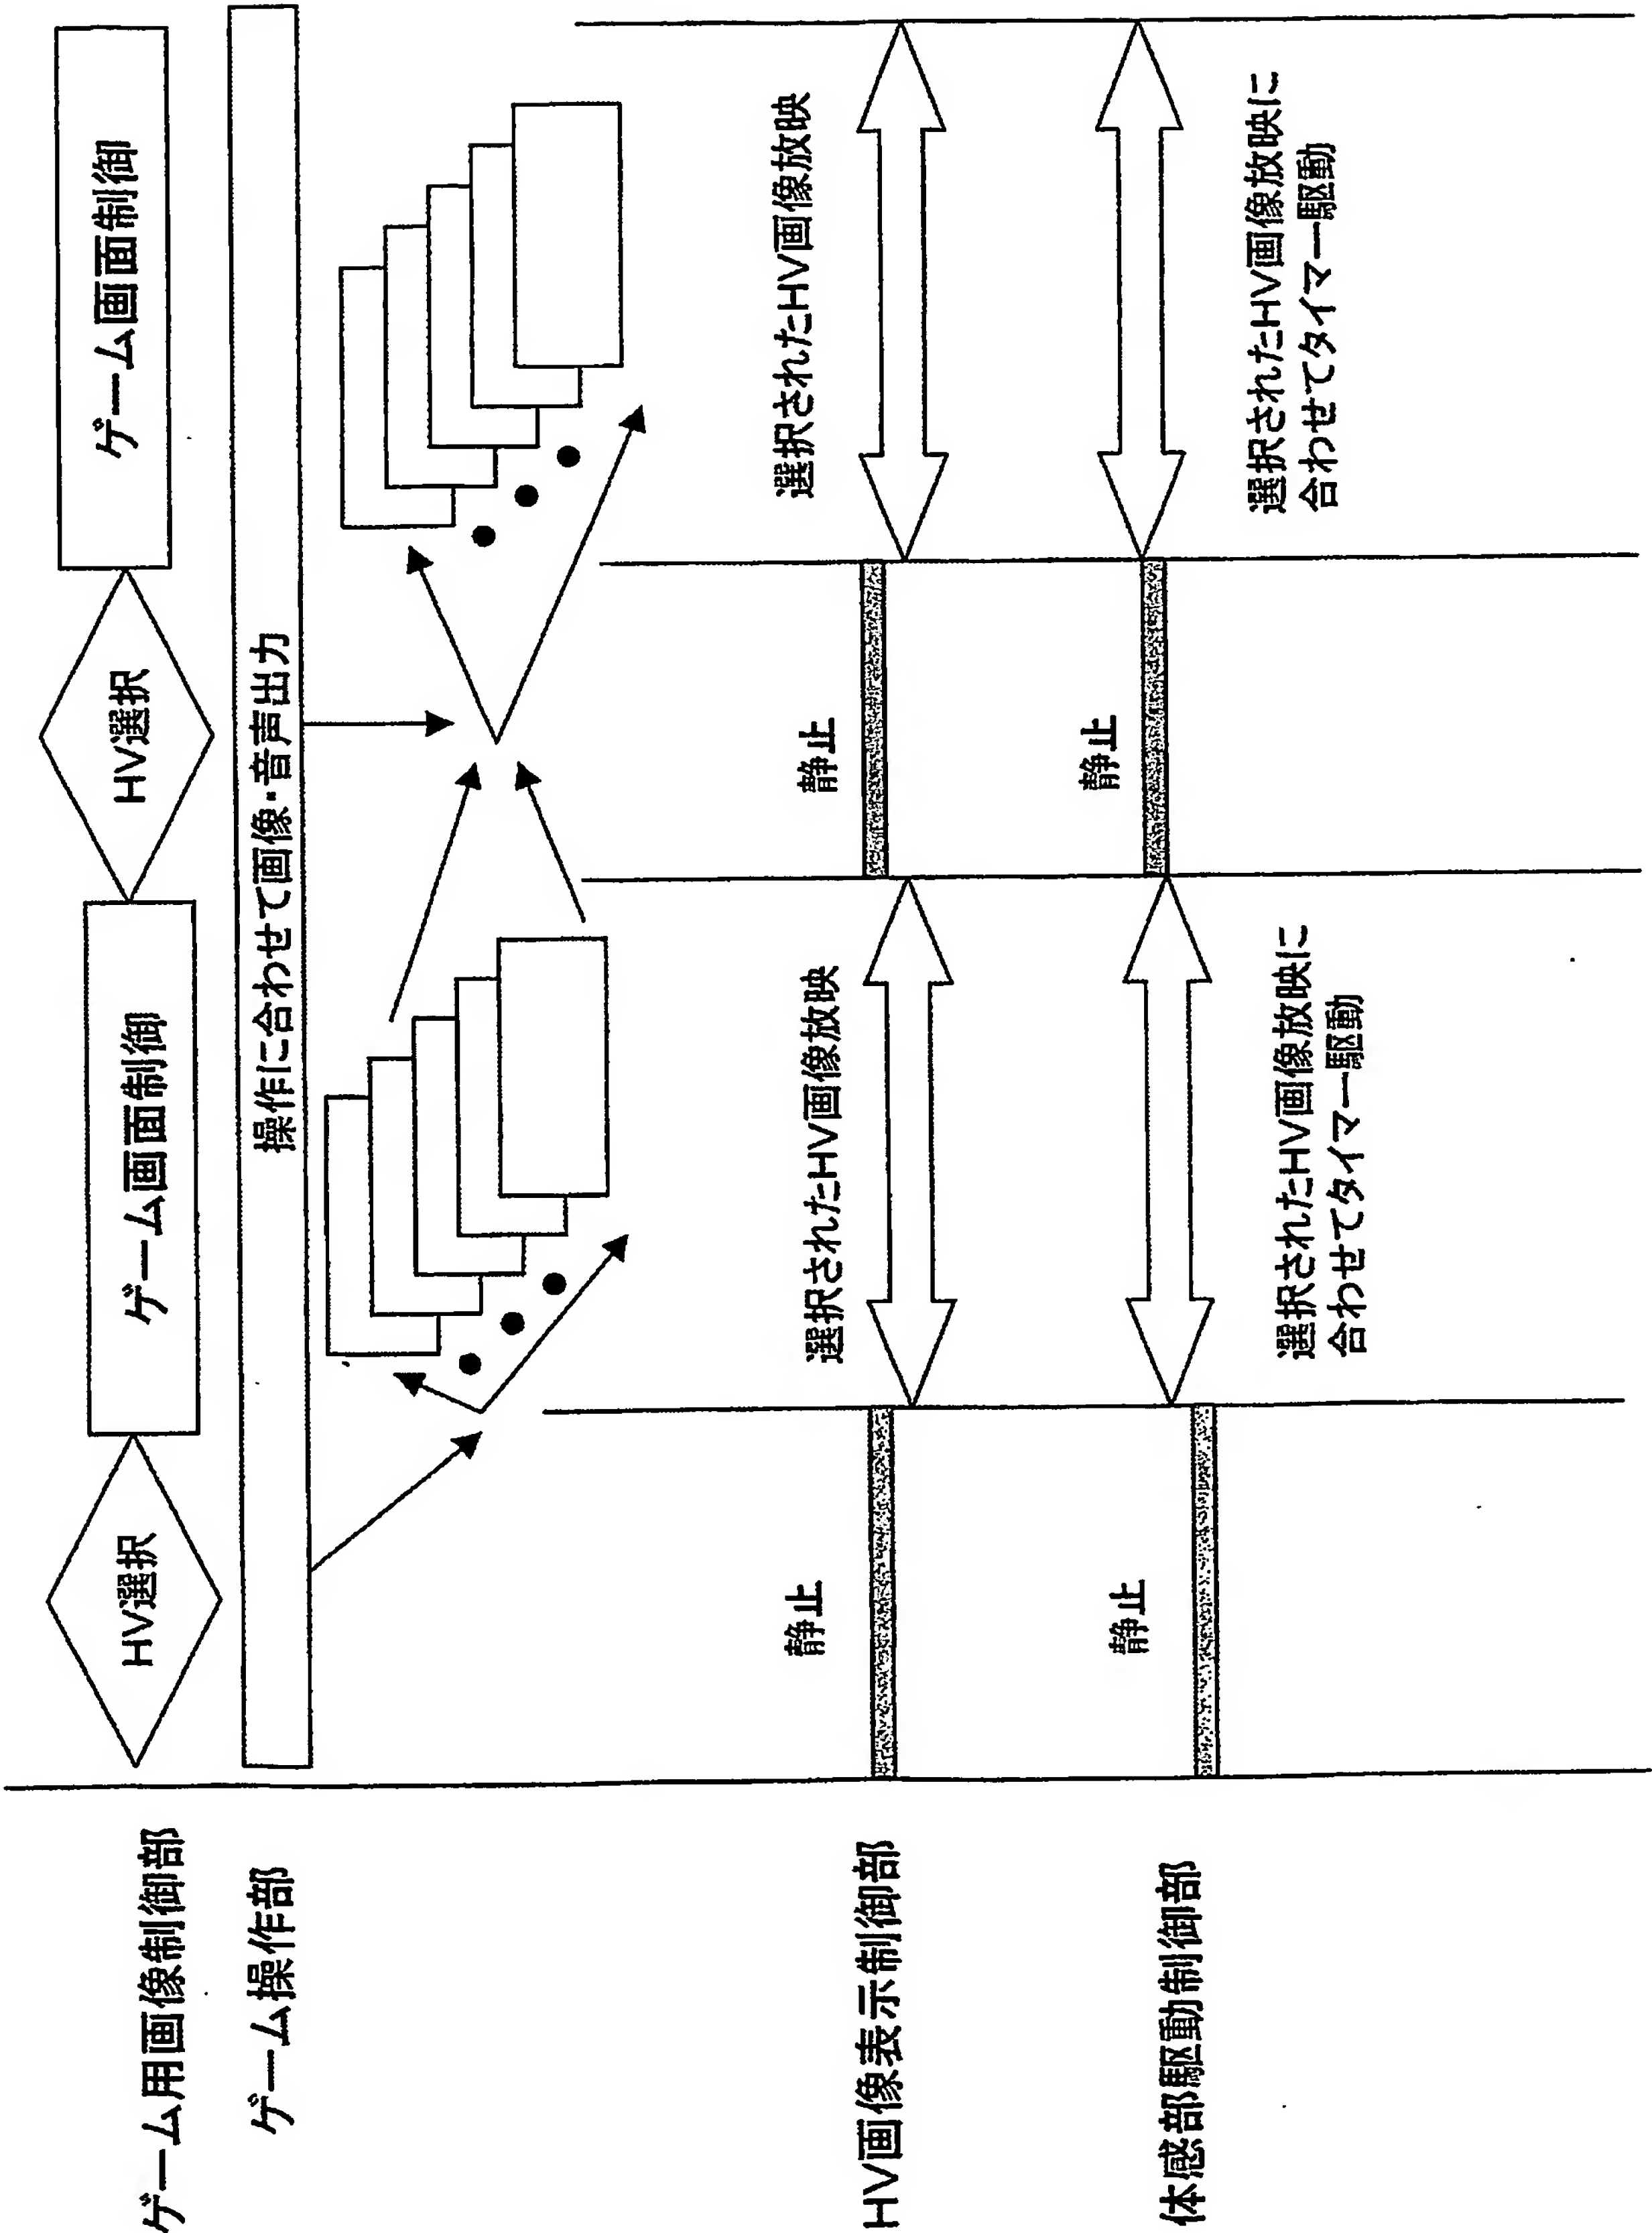 ゲーム用画像制御部
HV選択
ゲーム画面制御
HV選択
ゲーム画面制御
ゲーム操作部
操作に合わせて画像・音声出力
HV画像表示制御部
静止
選択されたHV画像放映
静止
選択されたHV画像放映
体感部駆動制御部
静止
選択されたHV画像放映に
合わせてタイマー駆動
静止
選択されたHV画像放映に
合わせてタイマー駆動